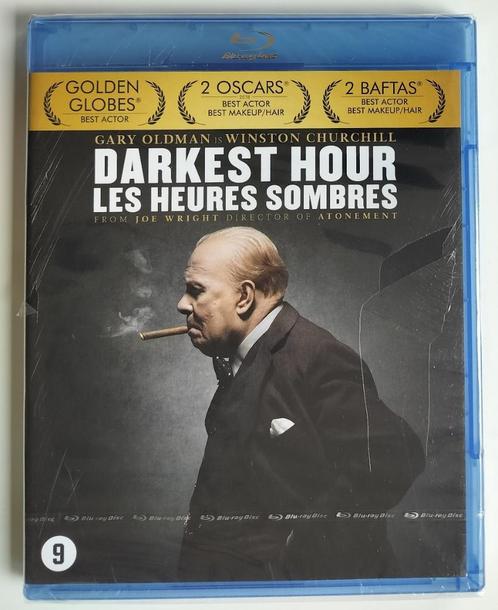 Blu-ray Disc
GOLDEN GLOBES®
BEST ACTOR
2 OSCARS®
2018
BEST ACTOR
BEST MAKEUP/HAIR
2 BAFTAS®
BEST ACTOR
BEST MAKEUP/HAIR
GARY OLDMAN IS WINSTON CHURCHILL
DARKEST HOUR
LES HEURES SOMBRES
FROM JOE WRIGHT DIRECTOR OF ATONEMENT
Blu-ray Disc Blu-ray Disc Blu-ray Disc Blu-ray Disc Blu-ray Disc Blu-ray Disc
9